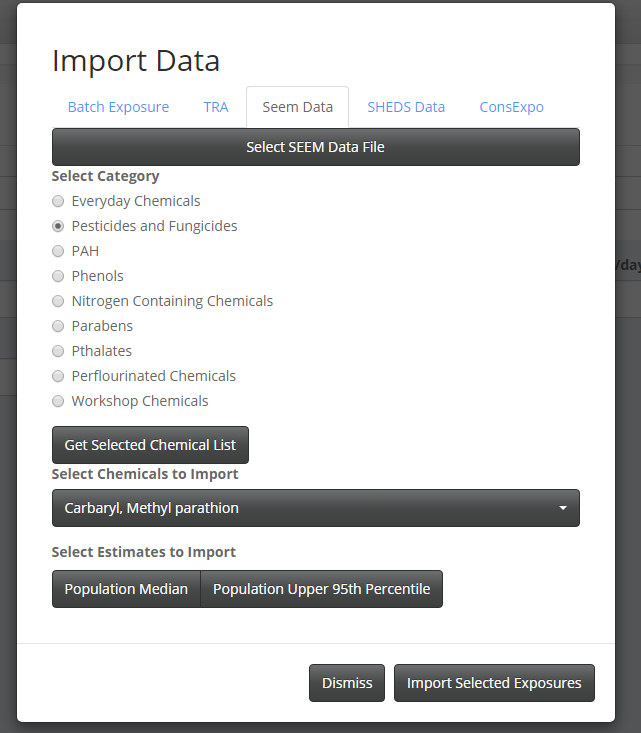 Import Data
Batch Exposure TRA Seem Data SHEDS Data ConsExpo
Select SEEM Data File
Select Category
Everyday Chemicals
Pesticides and Fungicides
PAH
Phenols
Nitrogen Containing Chemicals
Parabens
Pthalates
Perflourinated Chemicals
Workshop Chemicals
Get Selected Chemical List
Select Chemicals to Import
Carbaryl, Methyl parathion
Select Estimates to Import
Population Median Population Upper 95th Percentile
Dismiss Import Selected Exposures
/day